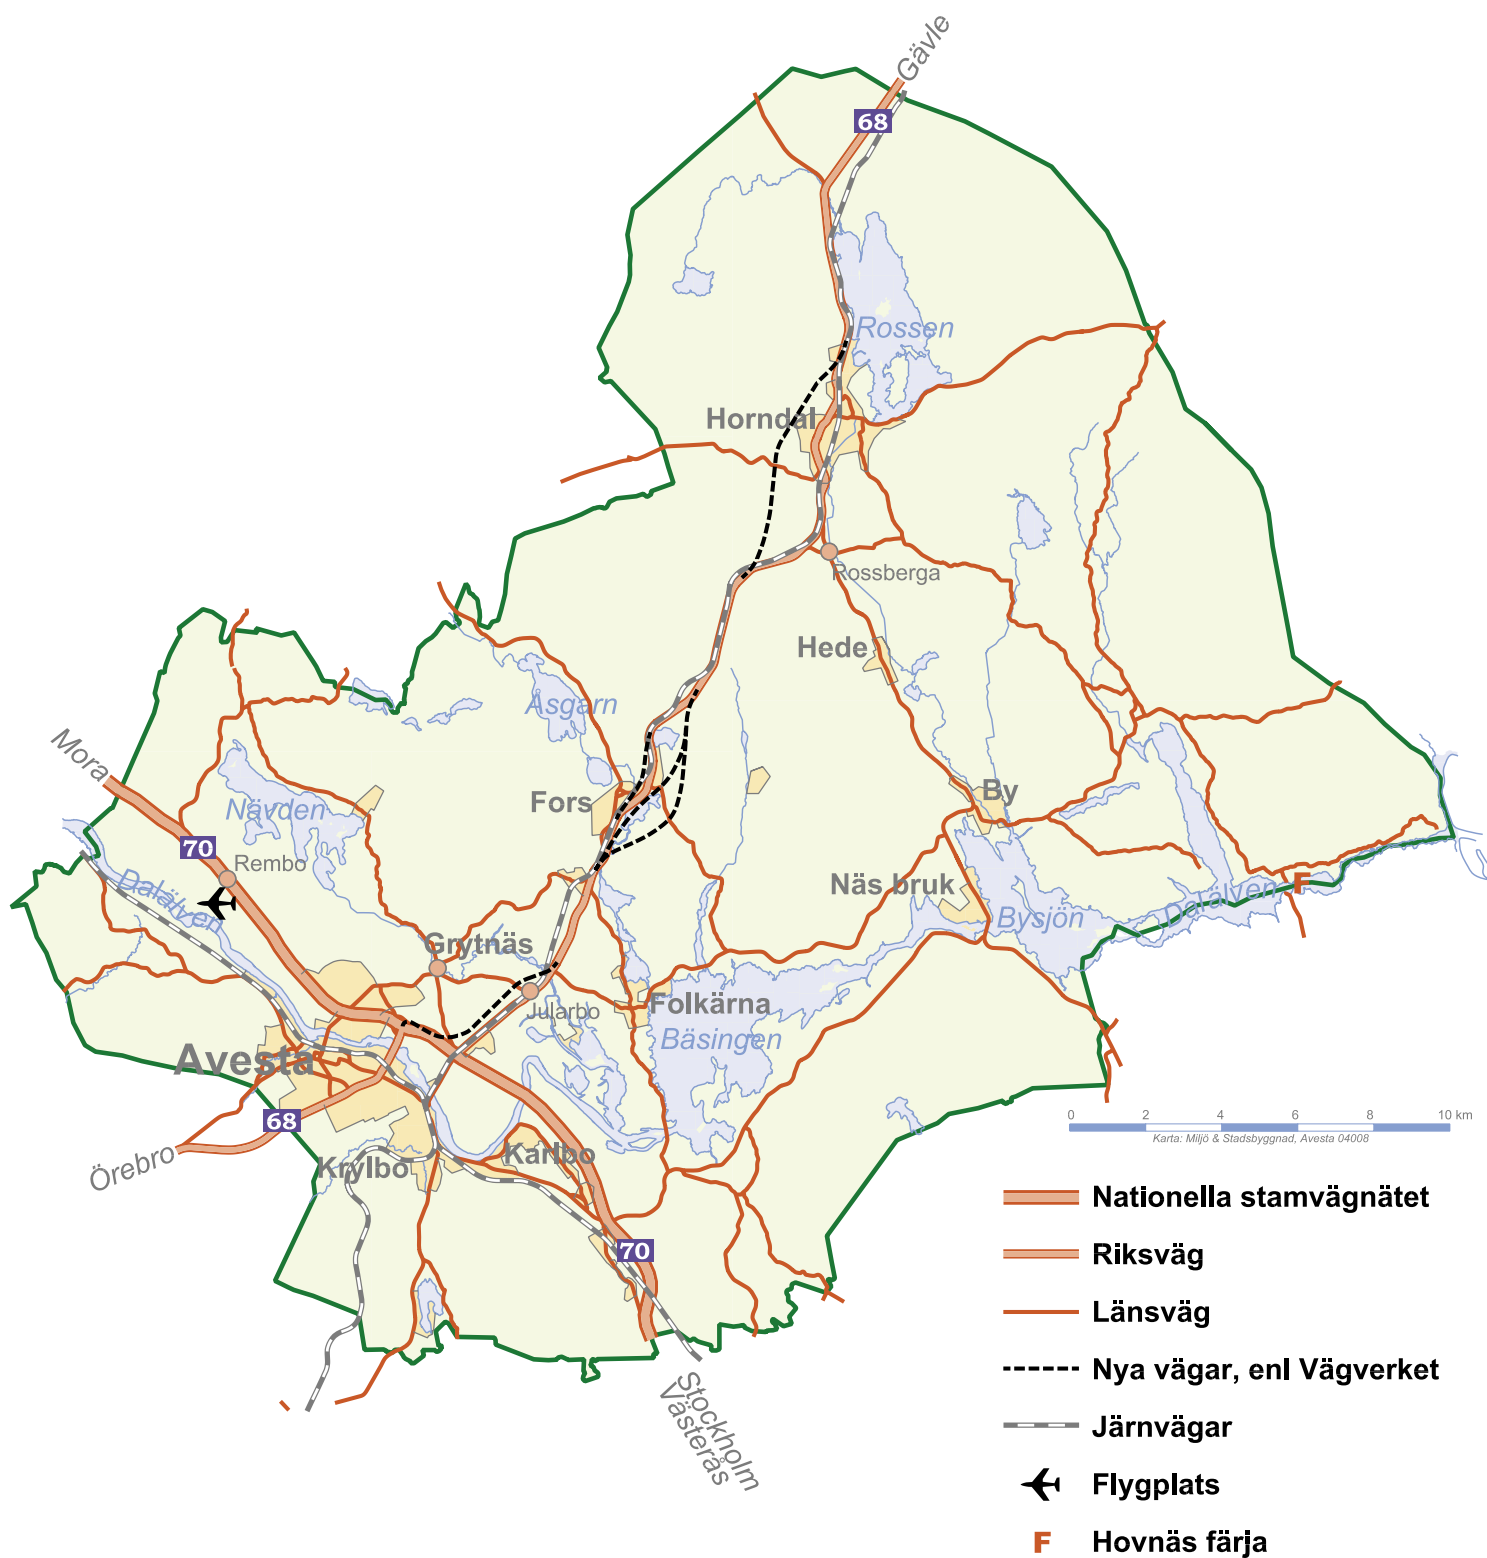 Gävle
68
Rossen
Horndal
Rossberga
Hede
Åsgarn
Mora
Nävden
Fors
By
70
Rembo
Dalälven
Näs bruk
Bysjön
Dalälven
F
Grytnäs
Jularbo
Folkärna
Bäsingen
Avesta
68
Örebro
Krylbo
Karlbo
70
Stockholm
Västerås
0 2 4 6 8 10 km
Karta: Miljö & Stadsbyggnad, Avesta 04008
Nationella stamvägnätet
Riksväg
Länsväg
Nya vägar, enl Vägverket
Järnvägar
Flygplats
F Hovnäs färja